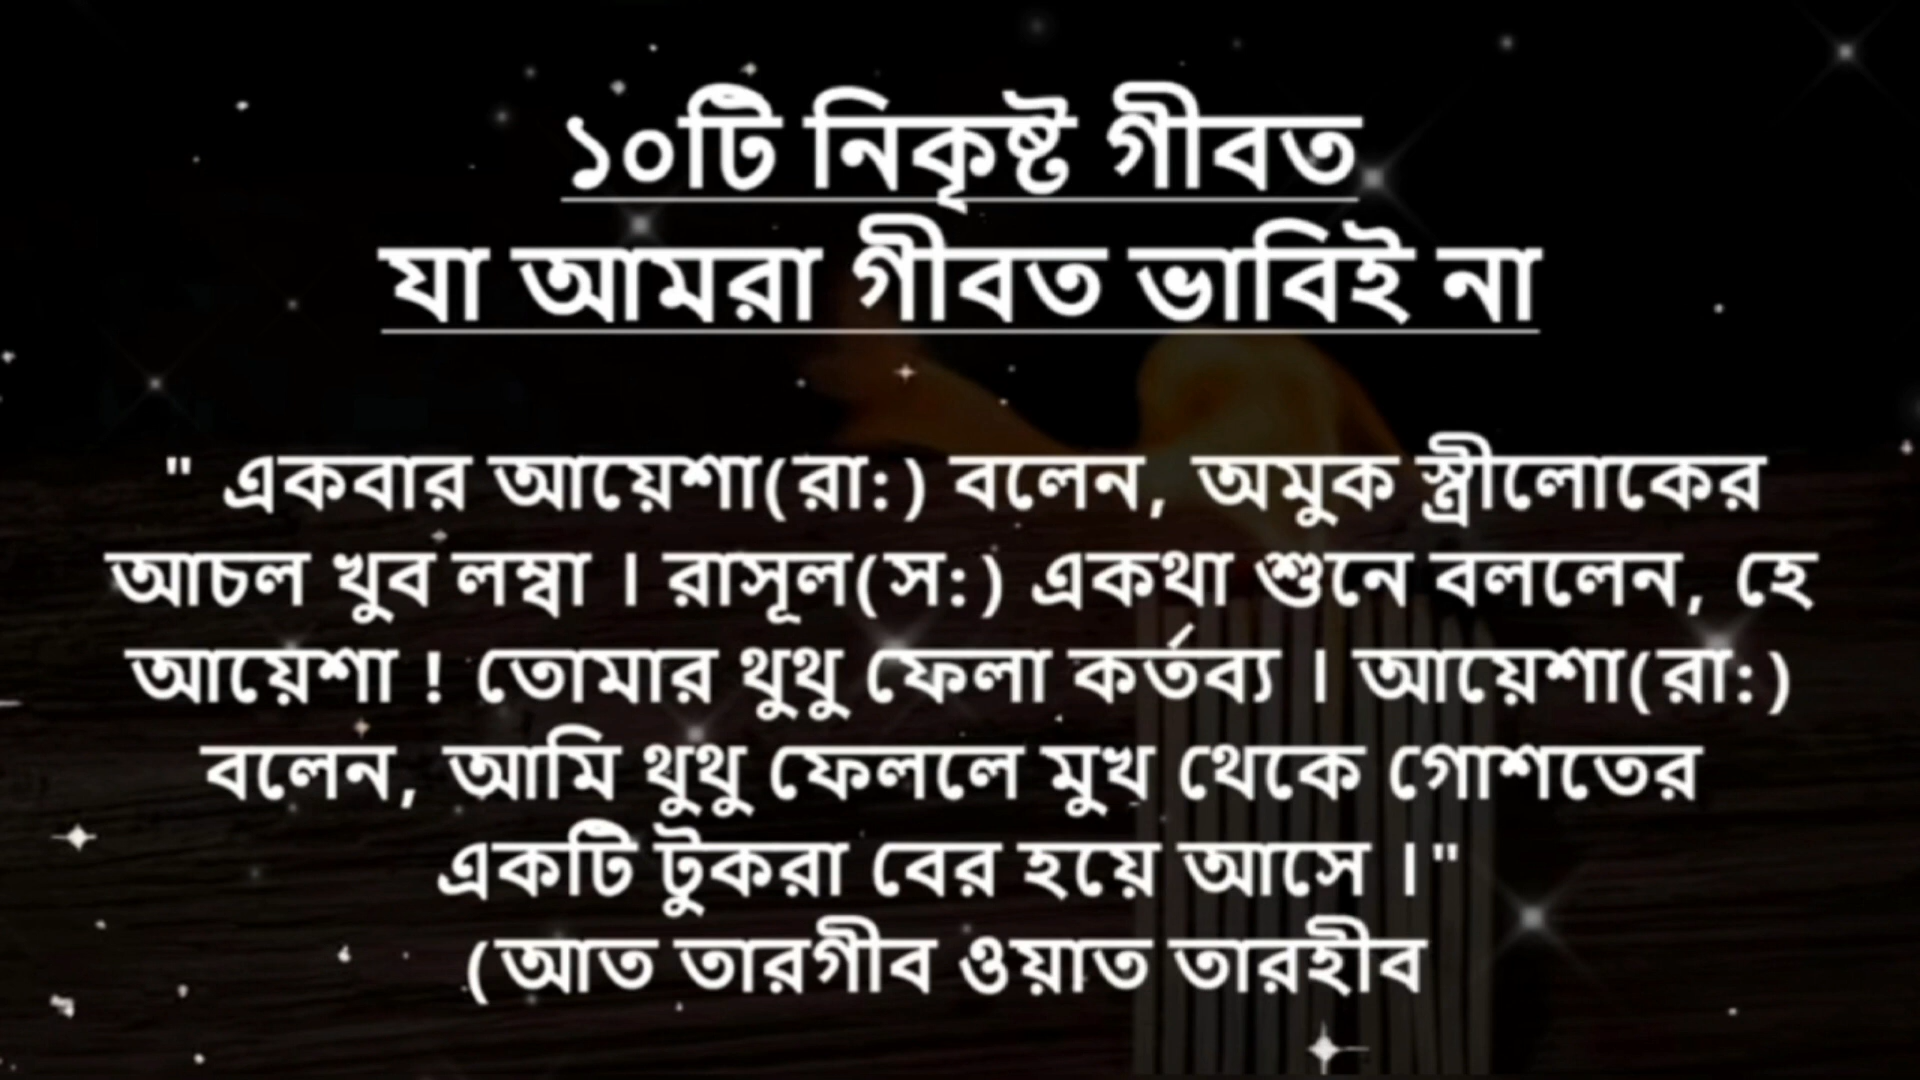 ১০টি নিকৃষ্ট গীবত
যা আমরা গীবত ভাবিই না
" একবার আয়েশা(রা:) বলেন, অমুক স্ত্রীলোকের
আচল খুব লম্বা । রাসূল(স:) একথা শুনে বললেন, হে
আয়েশা ! তোমার থুথু ফেলা কর্তব্য । আয়েশা(রা:)
বলেন, আমি থুথু ফেললে মুখ থেকে গোশতের
একটি টুকরা বের হয়ে আসে ।"
(আত তারগীব ওয়াত তারহীব